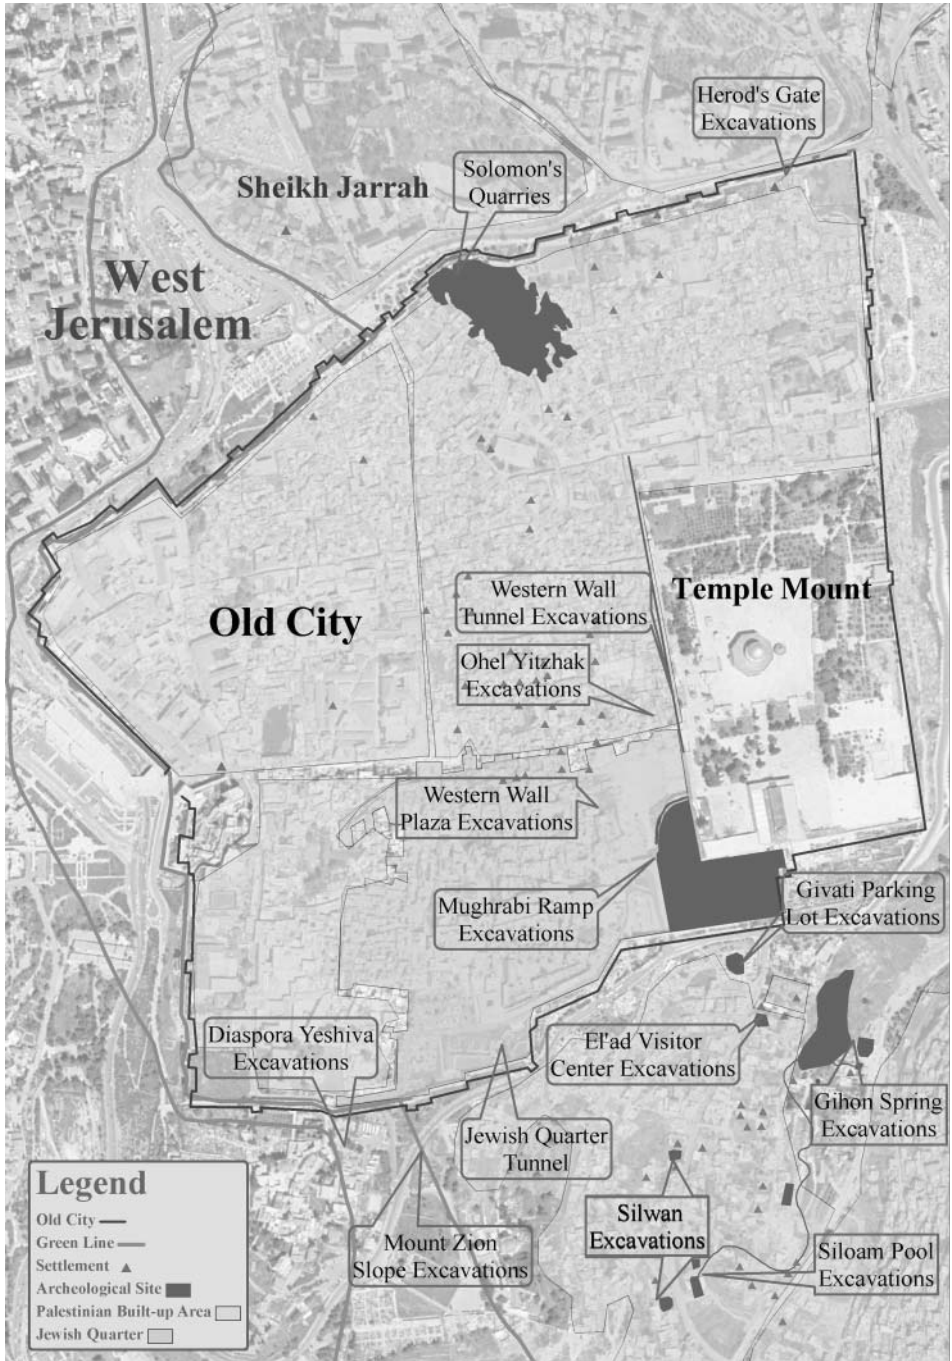 Herod's Gate
Excavations
Solomon's
Quarries
Sheikh Jarrah
West
Jerusalem
Western Wall
Tunnel Excavations
Temple Mount
Old City
Ohel Yitzhak
Excavations
Western Wall
Plaza Excavations
Mughrabi Ramp
Excavations
Givati Parking
Lot Excavations
Diaspora Yeshiva
Excavations
El'ad Visitor
Center Excavations
Gihon Spring
Excavations
Jewish Quarter
Tunnel
Silwan
Excavations
Mount Zion
Slope Excavations
Siloam Pool
Excavations
Legend
Old City
Green Line
Settlement
Archeological Site
Palestinian Built-up Area
Jewish Quarter